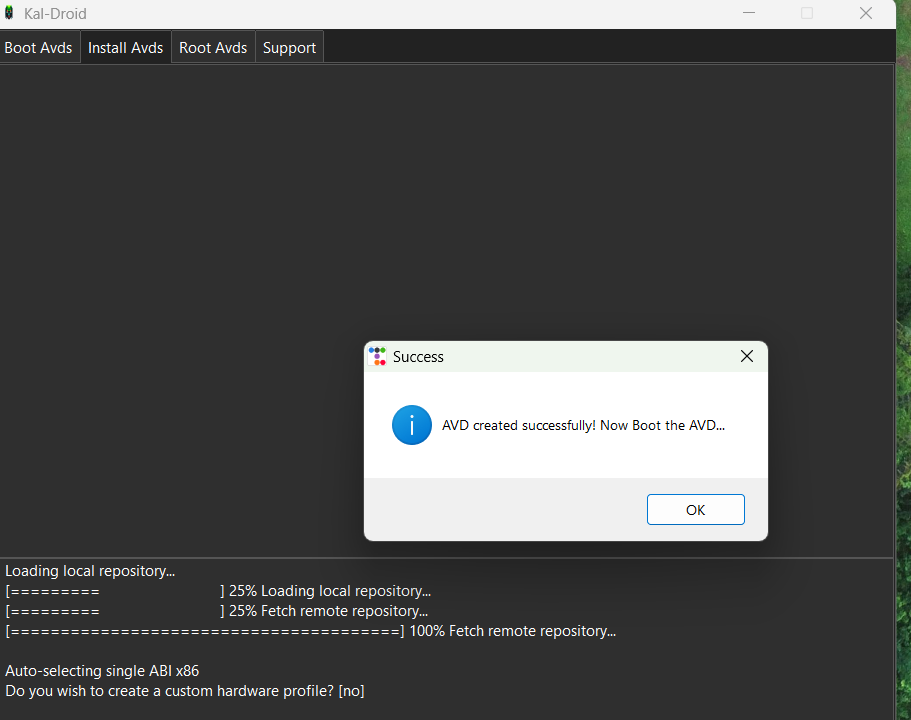 Kal-Droid
Boot Avds Install Avds Root Avds Support
Success
AVD created successfully! Now Boot the AVD...
OK
Loading local repository...
[========= ] 25% Loading local repository...
[========= ] 25% Fetch remote repository...
[=======================================] 100% Fetch remote repository...
Auto-selecting single ABI x86
Do you wish to create a custom hardware profile? [no]